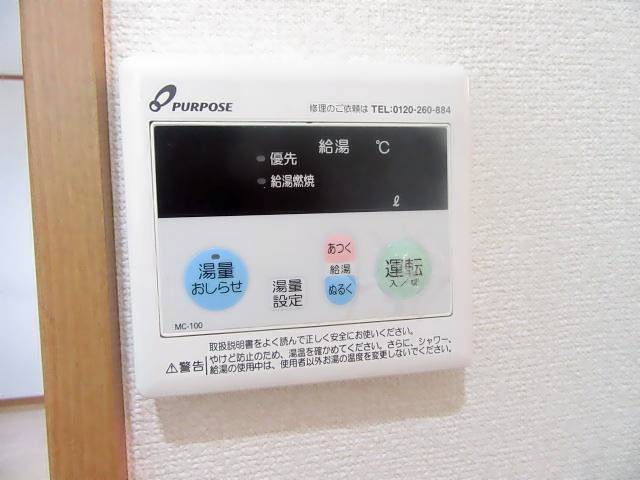 PURPOSE
修理のご依頼は TEL:0120-260-884
給湯 ℃
優先
給湯燃焼
ℓ
湯量
おしらせ
湯量
設定
あつく
給湯
ぬるく
運転
入/切
MC-100
取扱説明書をよく読んで正しく安全にお使いください。
⚠警告
やけど防止のため、湯温を確かめてください。さらに、シャワー、
給湯の使用中は、使用者以外お湯の温度を変更しないでください。